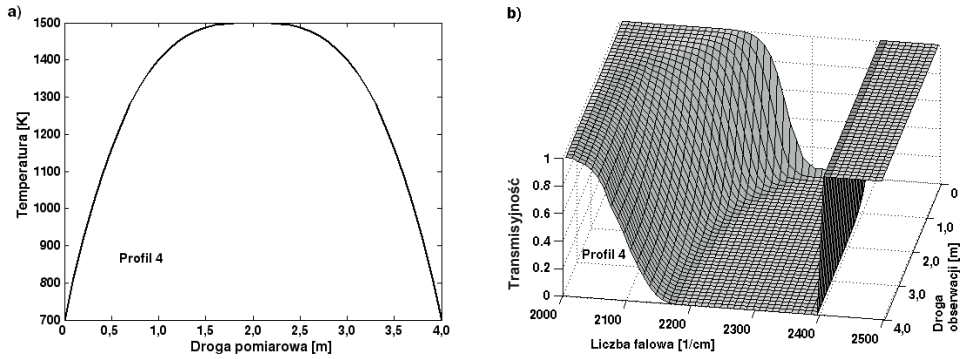 a)
Temperatura [K]
1500
1400
1300
1200
1100
1000
900
800
700
Profil 4
0 0,5 1,0 1,5 2,0 2,5 3,0 3,5 4,0
Droga pomiarowa [m]
b)
Transmisyjność
1
0.8
0.6
0.4
0.2
0
Profil 4
2000 2100 2200 2300 2400 2500
Liczba falowa [1/cm]
0
1,0
2,0
3,0
4,0
Droga
obserwacji [m]